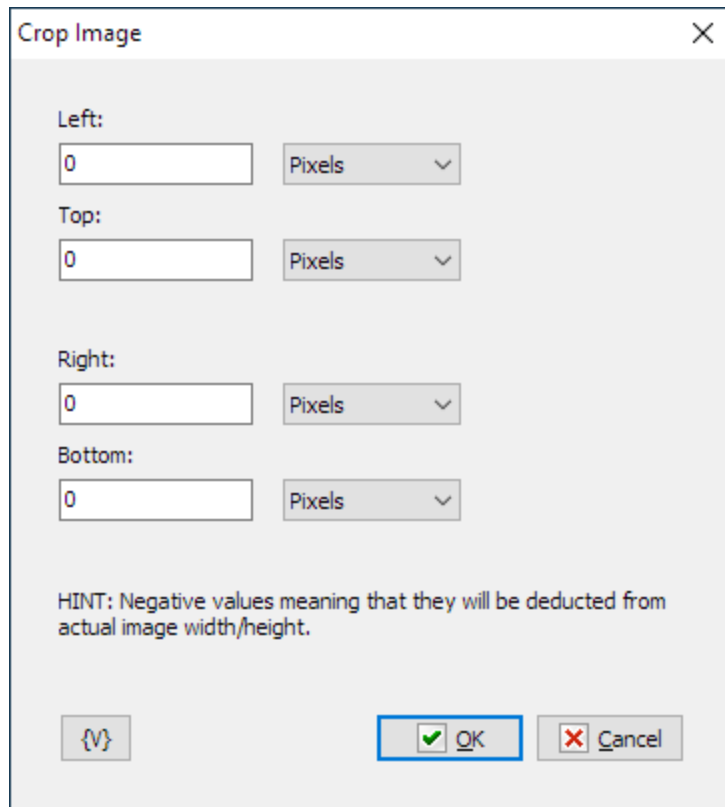 Crop Image
Left:
0 Pixels
Top:
0 Pixels
Right:
0 Pixels
Bottom:
0 Pixels
HINT: Negative values meaning that they will be deducted from
actual image width/height.
{V} OK Cancel